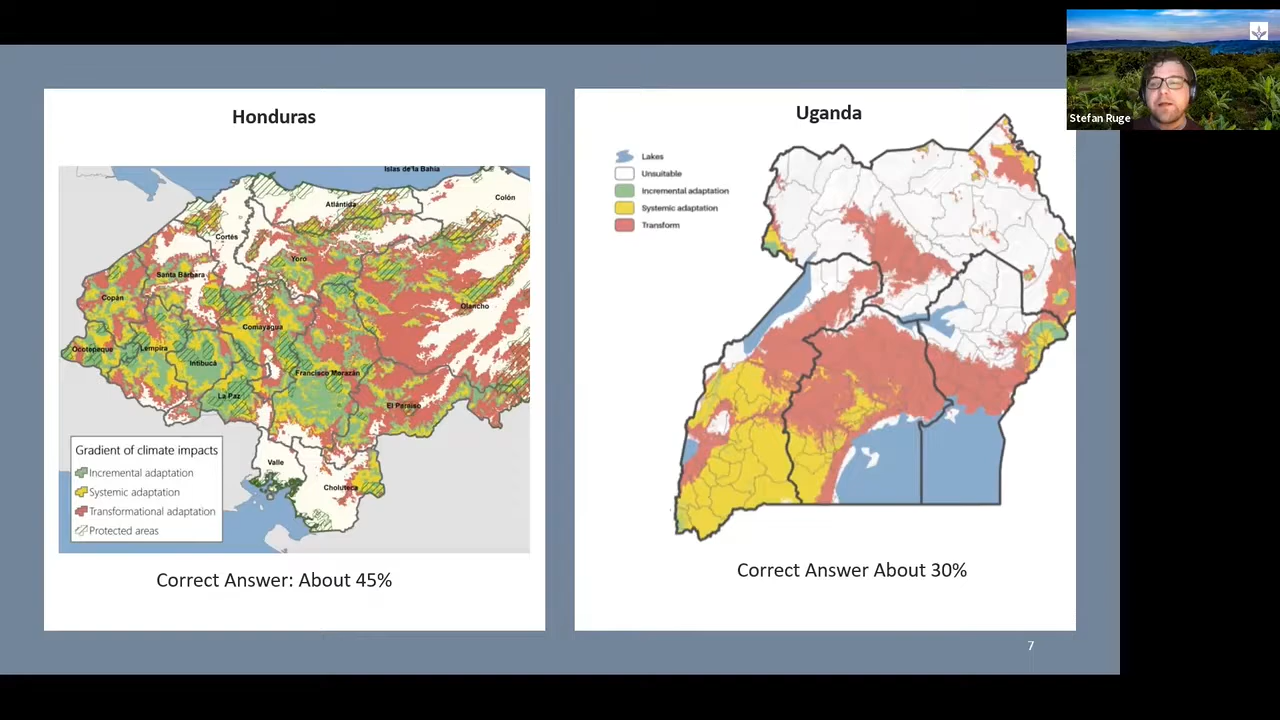 Honduras
Islas de la Bahía
Colón
Atlántida
Cortés
Yoro
Santa Bárbara
Copán
Olancho
Comayagua
Ocotepeque
Lempira
Intibucá
Francisco Morazán
La Paz
El Paraíso
Valle
Choluteca
Gradient of climate impacts
Incremental adaptation
Systemic adaptation
Transformational adaptation
Protected areas
Correct Answer: About 45%
Uganda
Lakes
Unsuitable
Incremental adaptation
Systemic adaptation
Transform
Correct Answer About 30%
7
Stefan Ruge